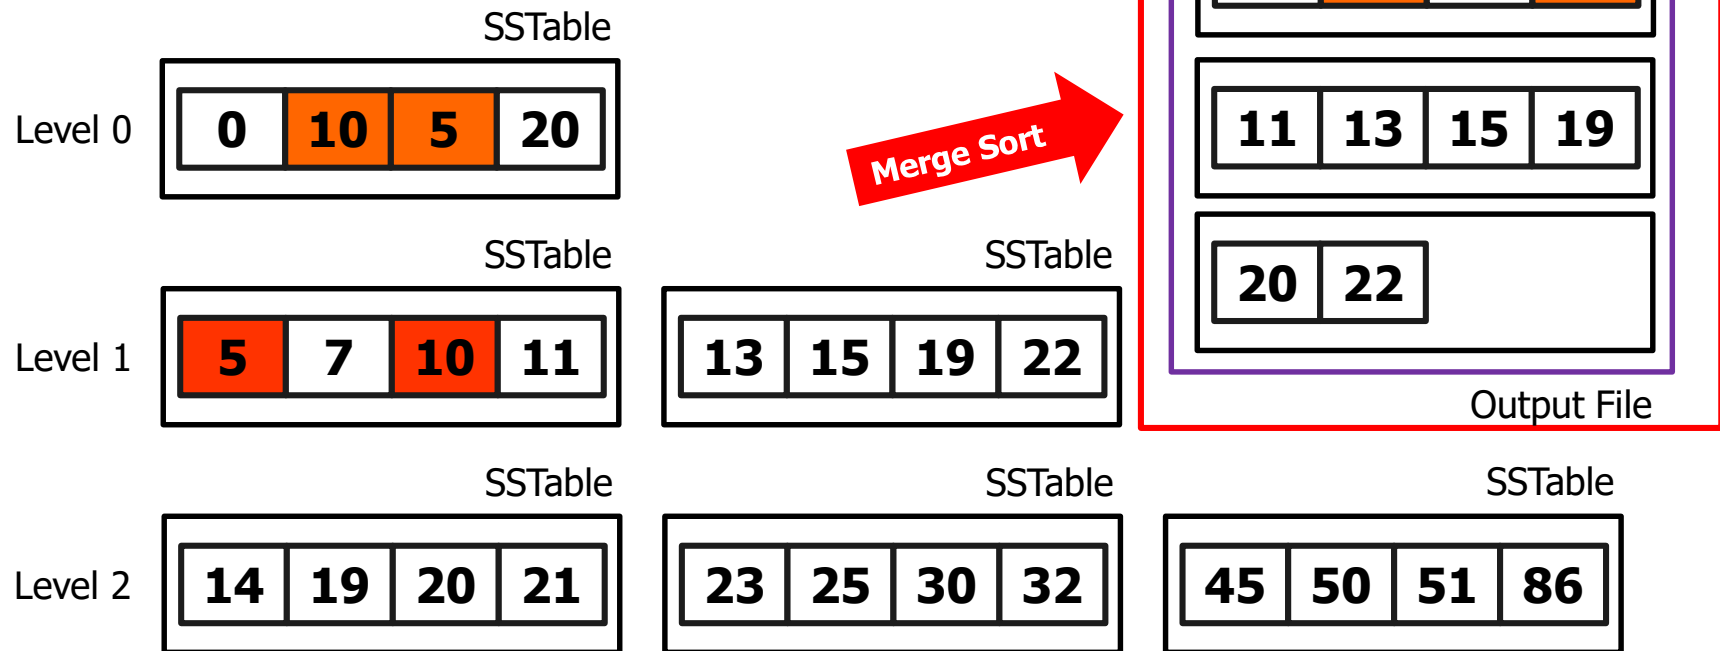 SSTable
Level 0
0 10 5 20
Merge Sort
11 13 15 19
SSTable
SSTable
20 22
Level 1
5 7 10 11
13 15 19 22
Output File
SSTable
SSTable
SSTable
Level 2
14 19 20 21
23 25 30 32
45 50 51 86